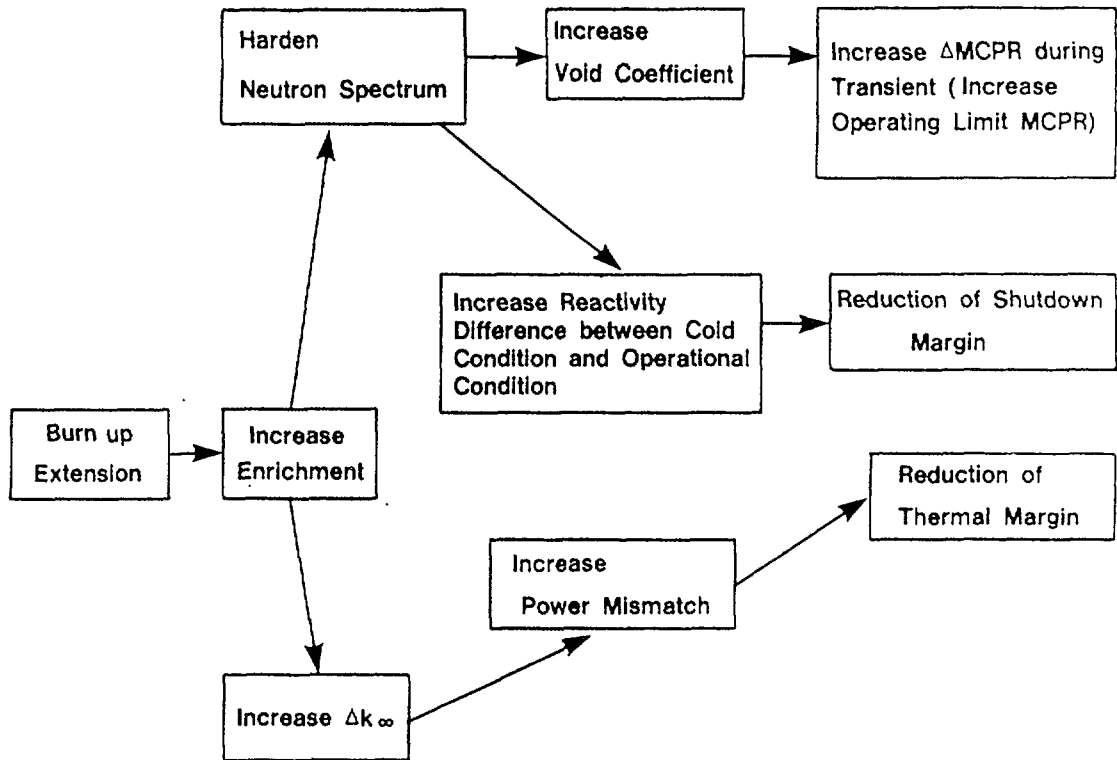 Harden
Neutron Spectrum
Increase
Void Coefficient
Increase ΔMCPR during
Transient (Increase
Operating Limit MCPR)
Increase Reactivity
Difference between Cold
Condition and Operational
Condition
Reduction of Shutdown
Margin
Burn up
Extension
Increase
Enrichment
Reduction of
Thermal Margin
Increase
Power Mismatch
Increase Δk∞